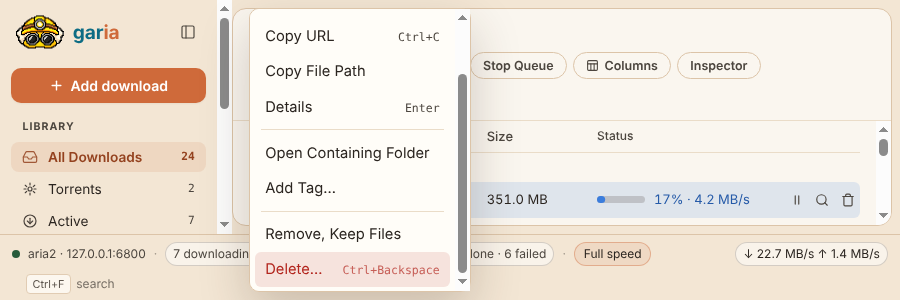 garia
Add download
LIBRARY
All Downloads 24
Torrents 2
Active 7
Copy URL Ctrl+C
Copy File Path
Details Enter
Open Containing Folder
Add Tag...
Remove, Keep Files
Delete... Ctrl+Backspace
Stop Queue Columns Inspector
Size Status
351.0 MB 17% · 4.2 MB/s
aria2 · 127.0.0.1:6800 · 7 downloadin · 6 failed · Full speed ↓ 22.7 MB/s ↑ 1.4 MB/s
Ctrl+F search